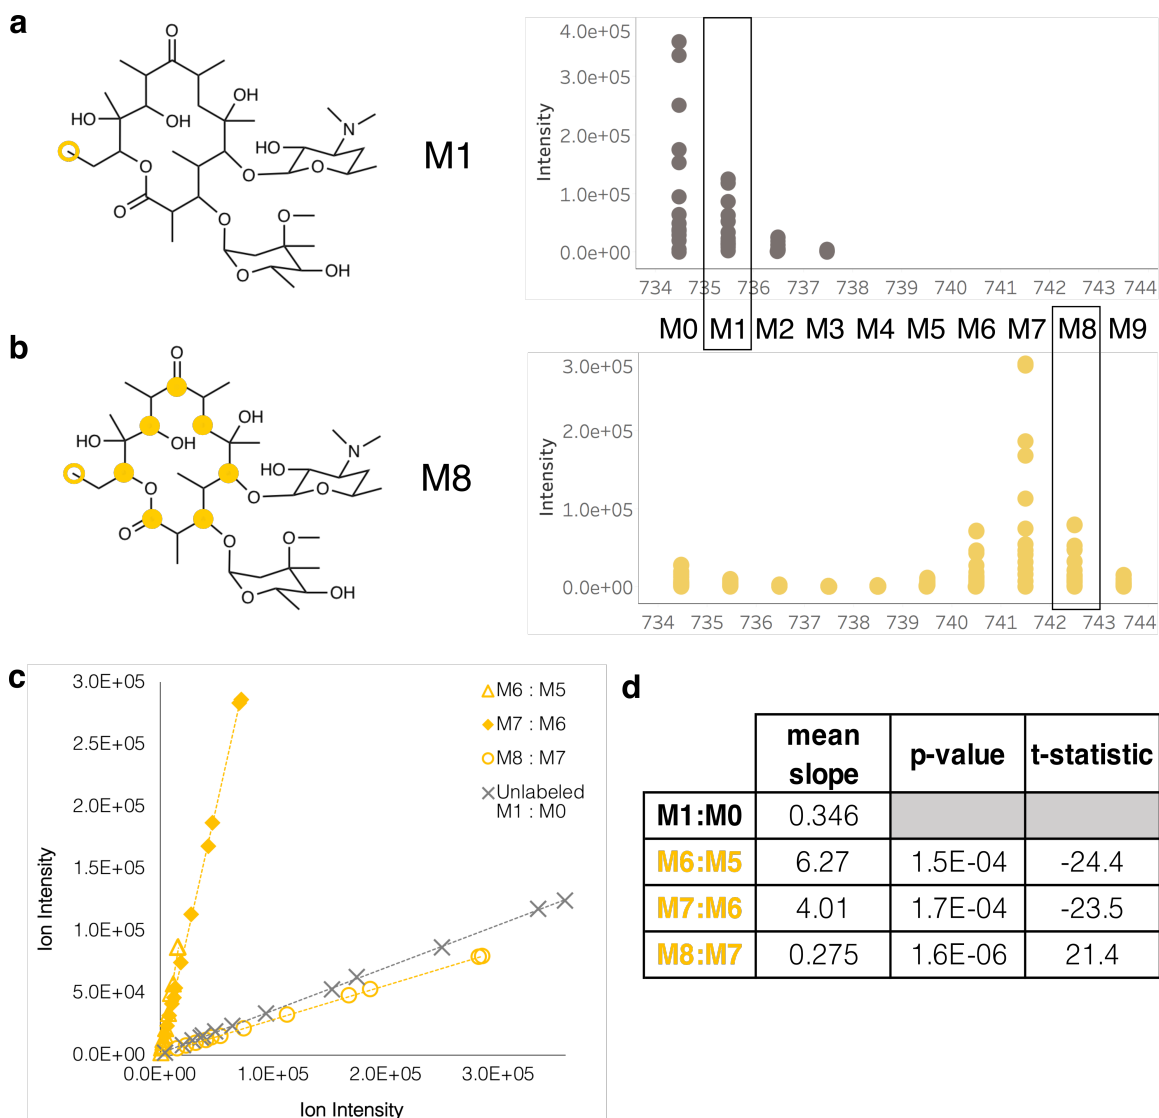 a
O
OH
HO
OH
O
O
O
HO
N
O
O
O
O
OH
M1
Intensity
4.0e+05
3.0e+05
2.0e+05
1.0e+05
0.0e+00
734 735 736 737 738 739 740 741 742 743 744
M0 M1 M2 M3 M4 M5 M6 M7 M8 M9
b
O
OH
HO
OH
O
O
O
HO
N
O
O
O
O
OH
M8
Intensity
3.0e+05
2.0e+05
1.0e+05
0.0e+00
734 735 736 737 738 739 740 741 742 743 744
c
Ion Intensity
3.0E+05
2.5E+05
2.0E+05
1.5E+05
1.0E+05
5.0E+04
0.0E+00
0.0E+00 1.0E+05 2.0E+05 3.0E+05
Ion Intensity
M6 : M5
M7 : M6
M8 : M7
Unlabeled
M1 : M0
d
mean slope p-value t-statistic
M1:M0 0.346
M6:M5 6.27 1.5E-04 -24.4
M7:M6 4.01 1.7E-04 -23.5
M8:M7 0.275 1.6E-06 21.4